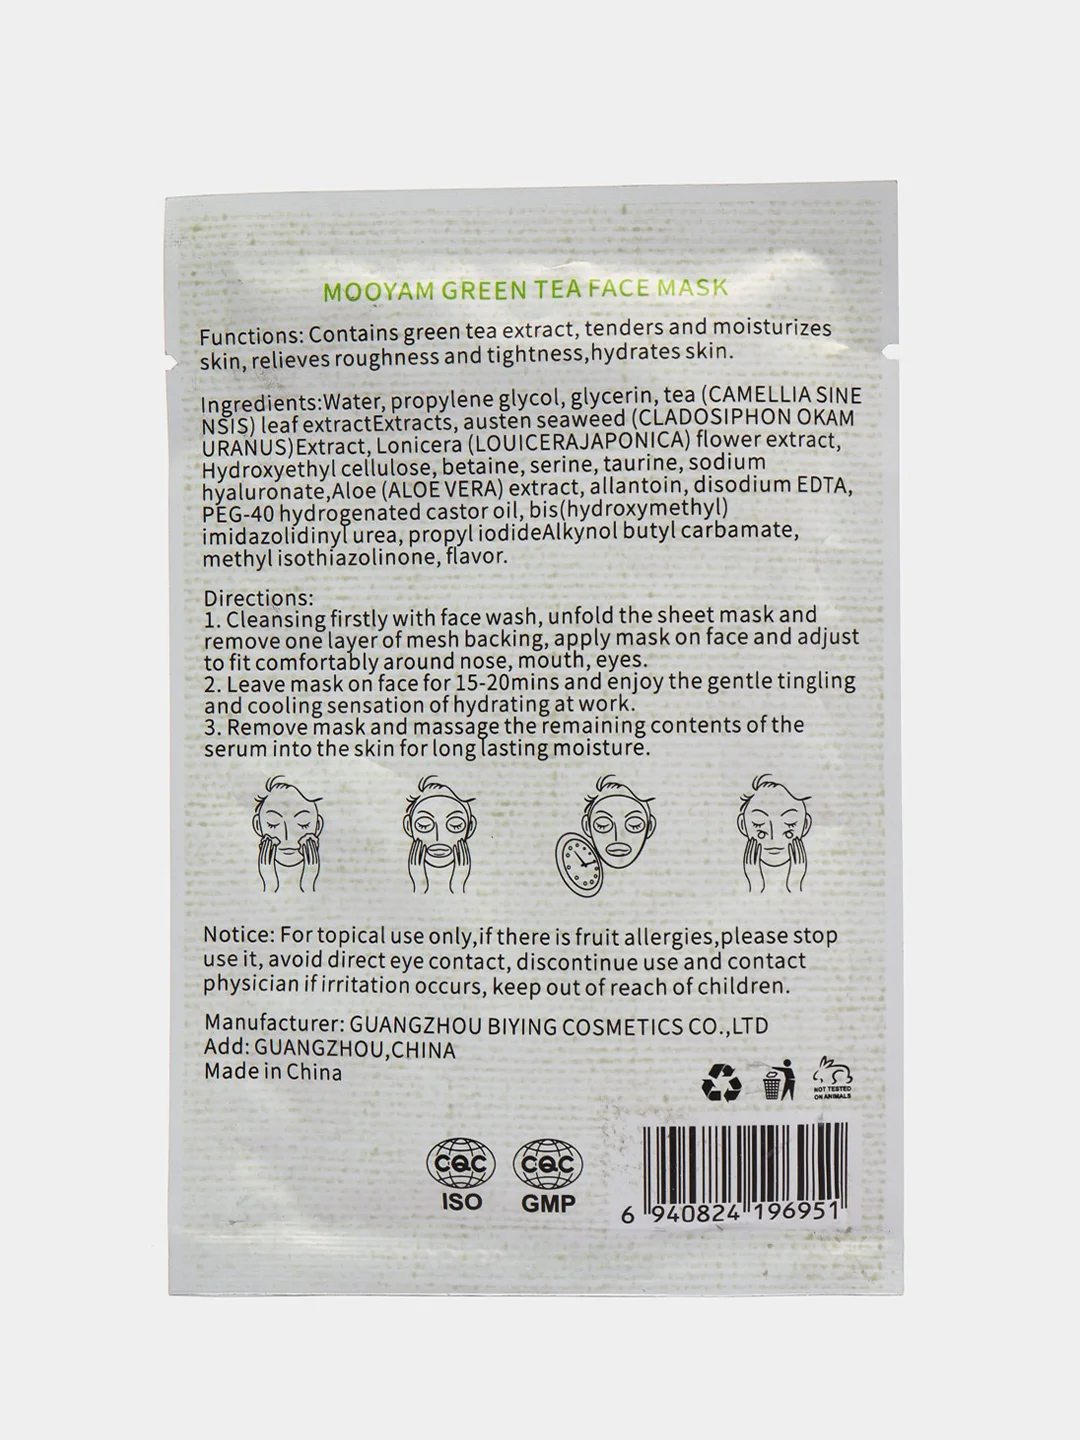 MOOYAM GREEN TEA FACE MASK
Functions: Contains green tea extract, tenders and moisturizes
skin, relieves roughness and tightness,hydrates skin.
Ingredients:Water, propylene glycol, glycerin, tea (CAMELLIA SINE
NSIS) leaf extractExtracts, austen seaweed (CLADOSIPHON OKAM
URANUS)Extract, Lonicera (LOUICERAJAPONICA) flower extract,
Hydroxyethyl cellulose, betaine, serine, taurine, sodium
hyaluronate,Aloe (ALOE VERA) extract, allantoin, disodium EDTA,
PEG-40 hydrogenated castor oil, bis(hydroxymethyl)
imidazolidinyl urea, propyl iodideAlkynol butyl carbamate,
methyl isothiazolinone, flavor.
Directions:
1. Cleansing firstly with face wash, unfold the sheet mask and
remove one layer of mesh backing, apply mask on face and adjust
to fit comfortably around nose, mouth, eyes.
2. Leave mask on face for 15-20mins and enjoy the gentle tingling
and cooling sensation of hydrating at work.
3. Remove mask and massage the remaining contents of the
serum into the skin for long lasting moisture.
Notice: For topical use only,if there is fruit allergies,please stop
use it, avoid direct eye contact, discontinue use and contact
physician if irritation occurs, keep out of reach of children.
Manufacturer: GUANGZHOU BIYING COSMETICS CO.,LTD
Add: GUANGZHOU,CHINA
Made in China
NOT TESTED
ON ANIMALS
CQC CQC
ISO GMP
6 940824 196951